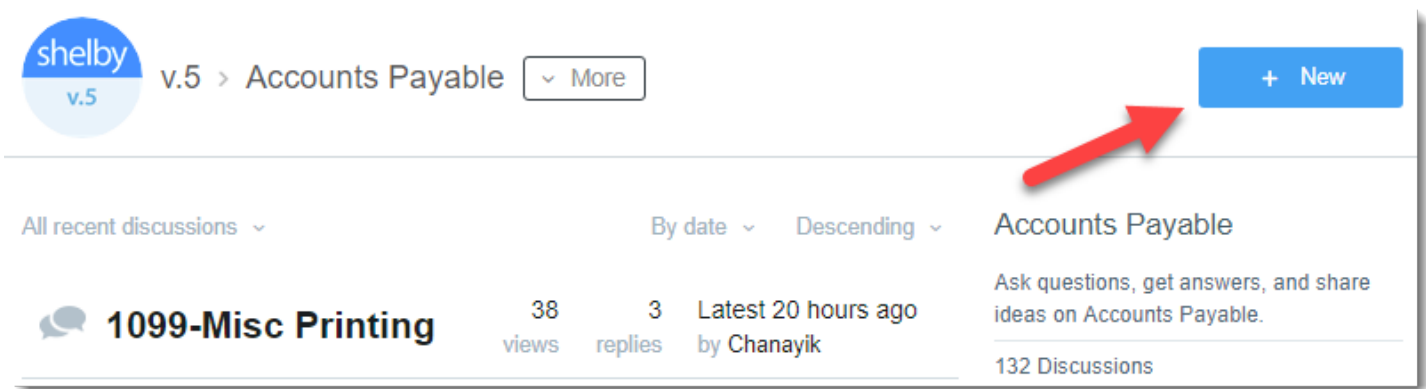 shelby
v.5
v.5 > Accounts Payable More
+ New
All recent discussions By date Descending
1099-Misc Printing
38 views
3 replies
Latest 20 hours ago
by Chanayik
Accounts Payable
Ask questions, get answers, and share
ideas on Accounts Payable.
132 Discussions